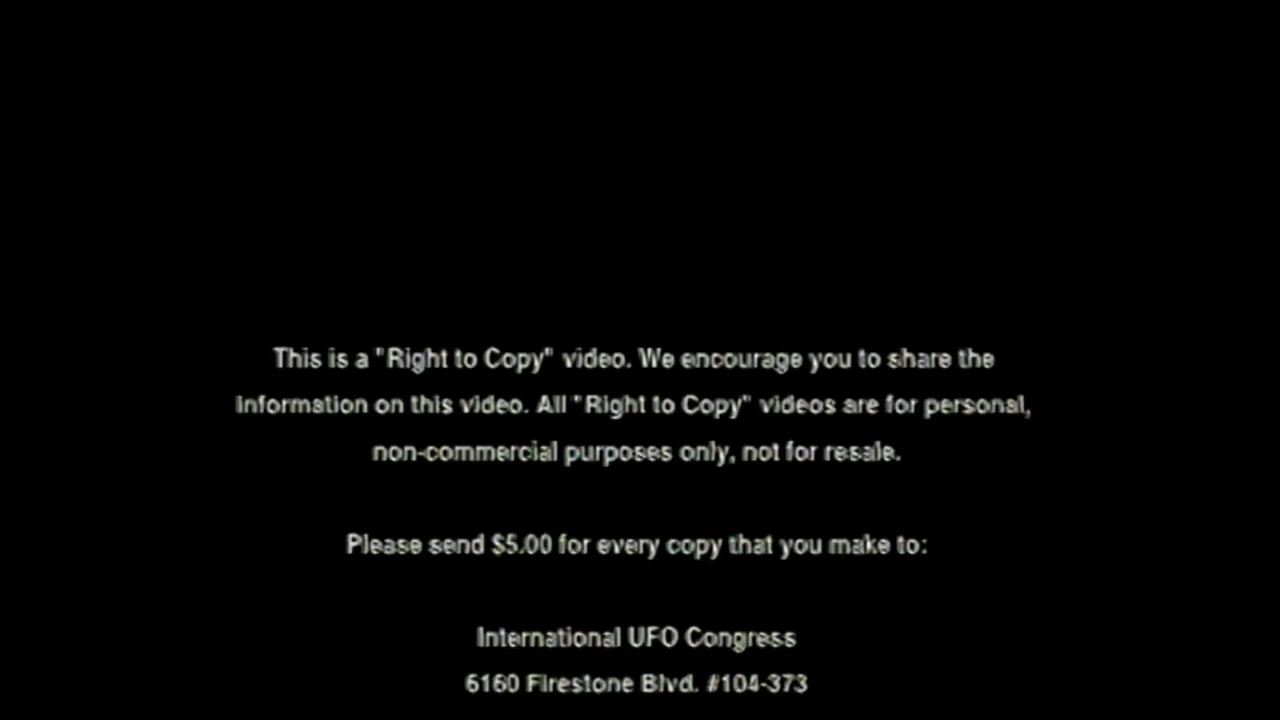 This is a "Right to Copy" video. We encourage you to share the
information on this video. All "Right to Copy" videos are for personal,
non-commercial purposes only, not for resale.
Please send $5.00 for every copy that you make to:
International UFO Congress
6160 Firestone Blvd. #104-373